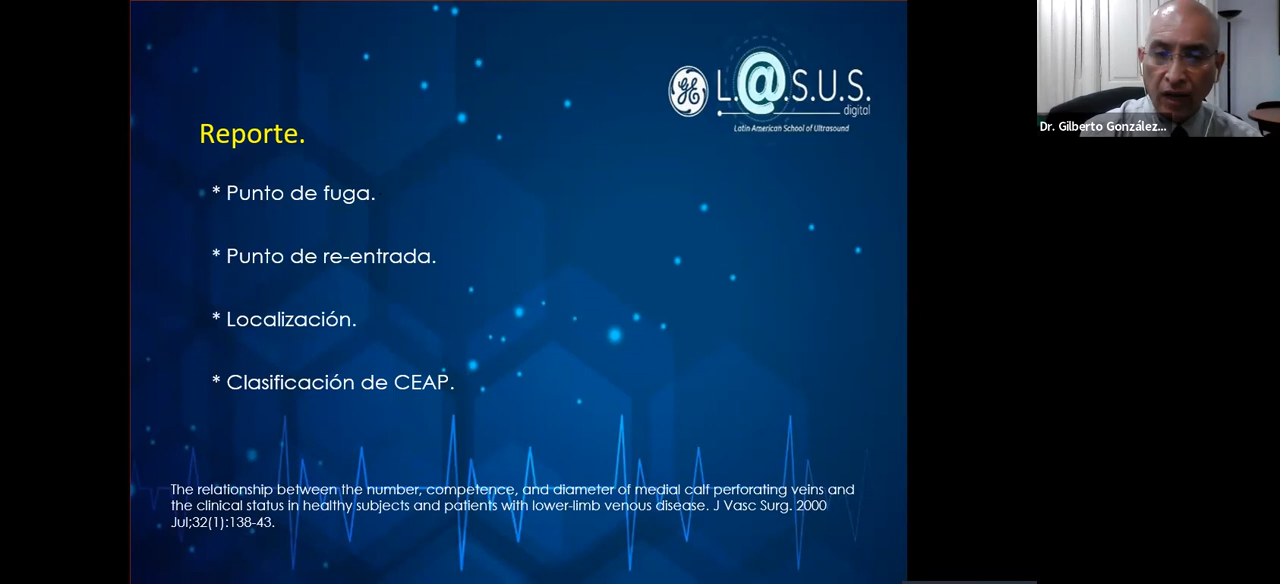 GE L.@.S.U.S.
digital
Latin American School of Ultrasound
Reporte.
* Punto de fuga.
* Punto de re-entrada.
* Localización.
* Clasificación de CEAP.
The relationship between the number, competence, and diameter of medial calf perforating veins and
the clinical status in healthy subjects and patients with lower-limb venous disease. J Vasc Surg. 2000
Jul;32(1):138-43.
Dr. Gilberto González...